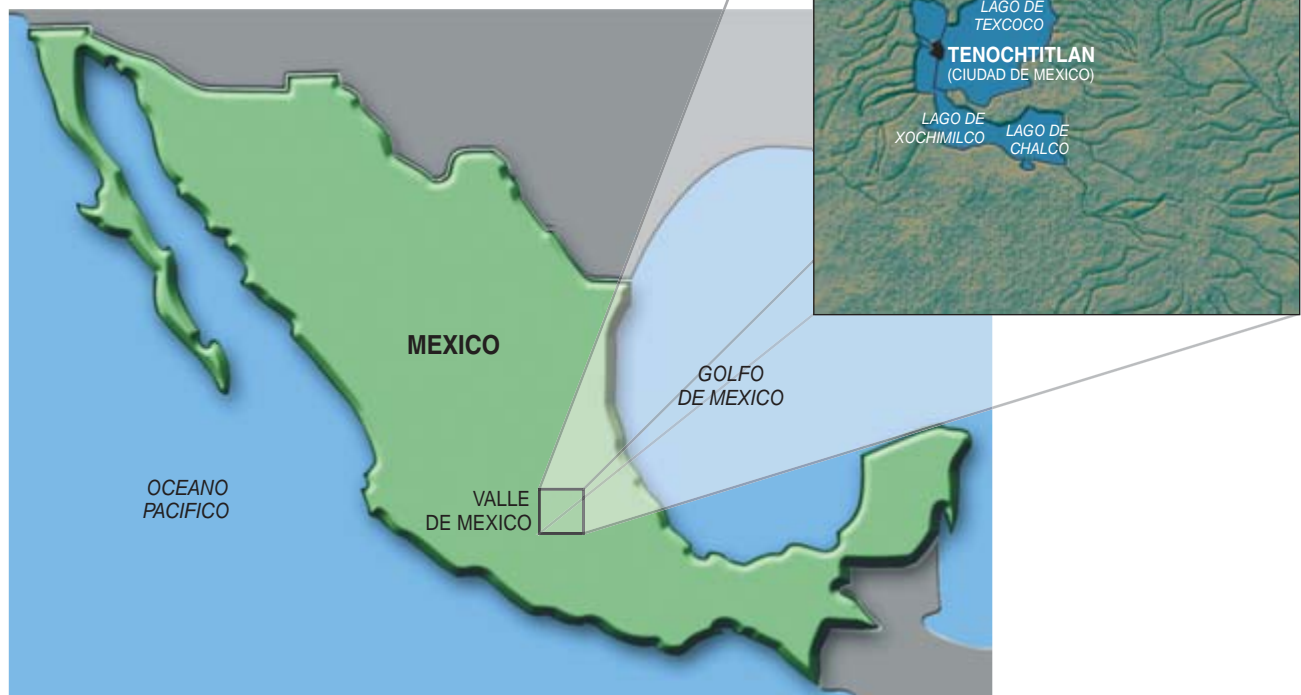 LAGO DE
TEXCOCO
TENOCHTITLAN
(CIUDAD DE MEXICO)
LAGO DE
XOCHIMILCO
LAGO DE
CHALCO
MEXICO
GOLFO
DE MEXICO
OCEANO
PACIFICO
VALLE
DE MEXICO